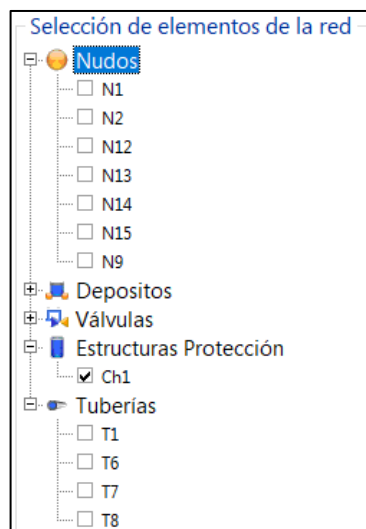 Selección de elementos de la red
Nudos
N1
N2
N12
N13
N14
N15
N9
Depositos
Válvulas
Estructuras Protección
Ch1
Tuberías
T1
T6
T7
T8